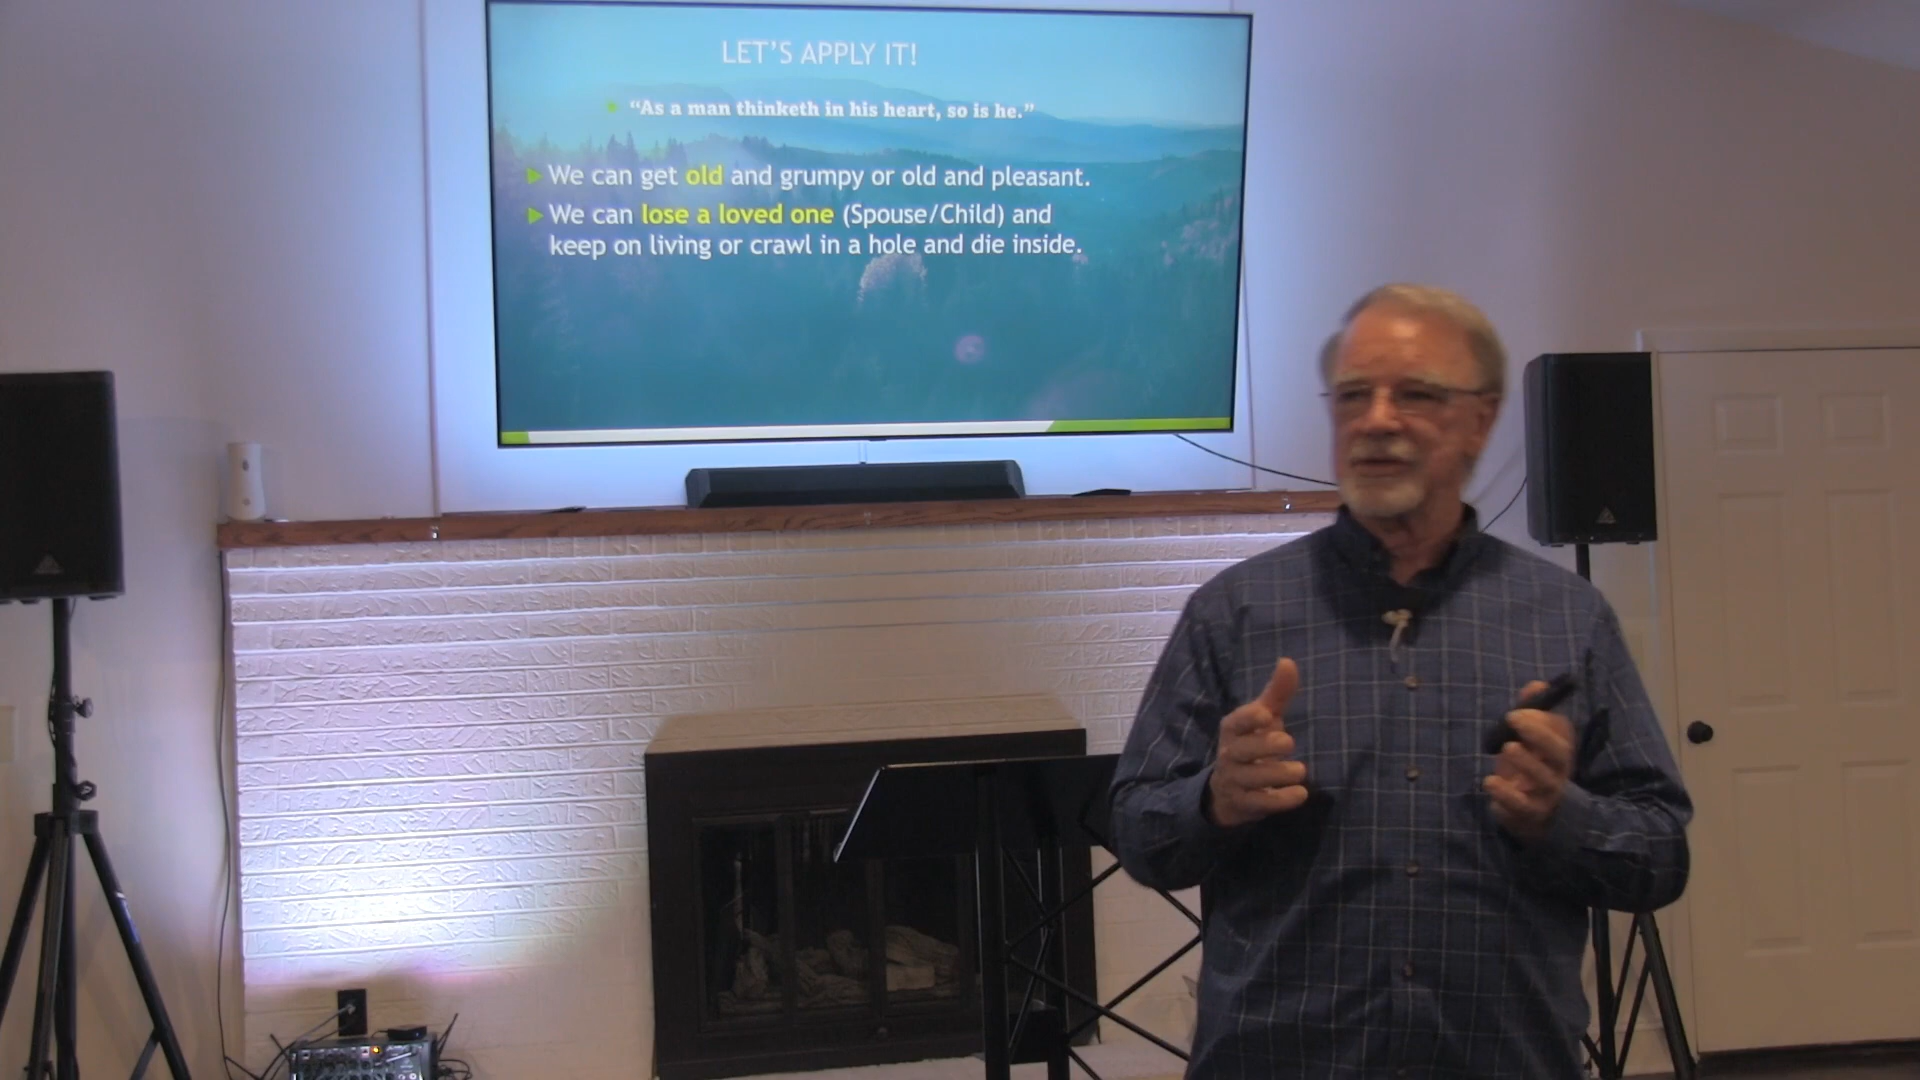 LET'S APPLY IT!
“As a man thinketh in his heart, so is he.”
We can get old and grumpy or old and pleasant.
We can lose a loved one (Spouse/Child) and
keep on living or crawl in a hole and die inside.